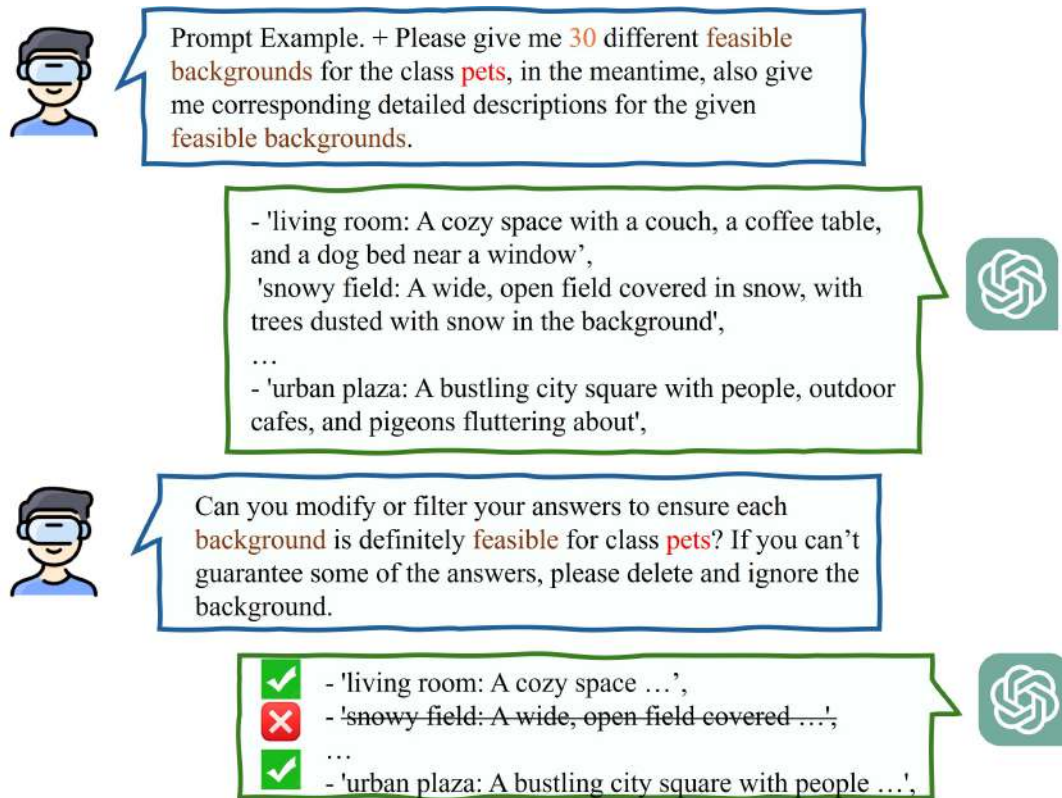 Prompt Example. + Please give me 30 different feasible
backgrounds for the class pets, in the meantime, also give
me corresponding detailed descriptions for the given
feasible backgrounds.
- 'living room: A cozy space with a couch, a coffee table,
and a dog bed near a window’,
'snowy field: A wide, open field covered in snow, with
trees dusted with snow in the background',
…
- 'urban plaza: A bustling city square with people, outdoor
cafes, and pigeons fluttering about',
Can you modify or filter your answers to ensure each
background is definitely feasible for class pets? If you can’t
guarantee some of the answers, please delete and ignore the
background.
- 'living room: A cozy space …’,
- 'snowy field: A wide, open field covered …',
…
- 'urban plaza: A bustling city square with people …',